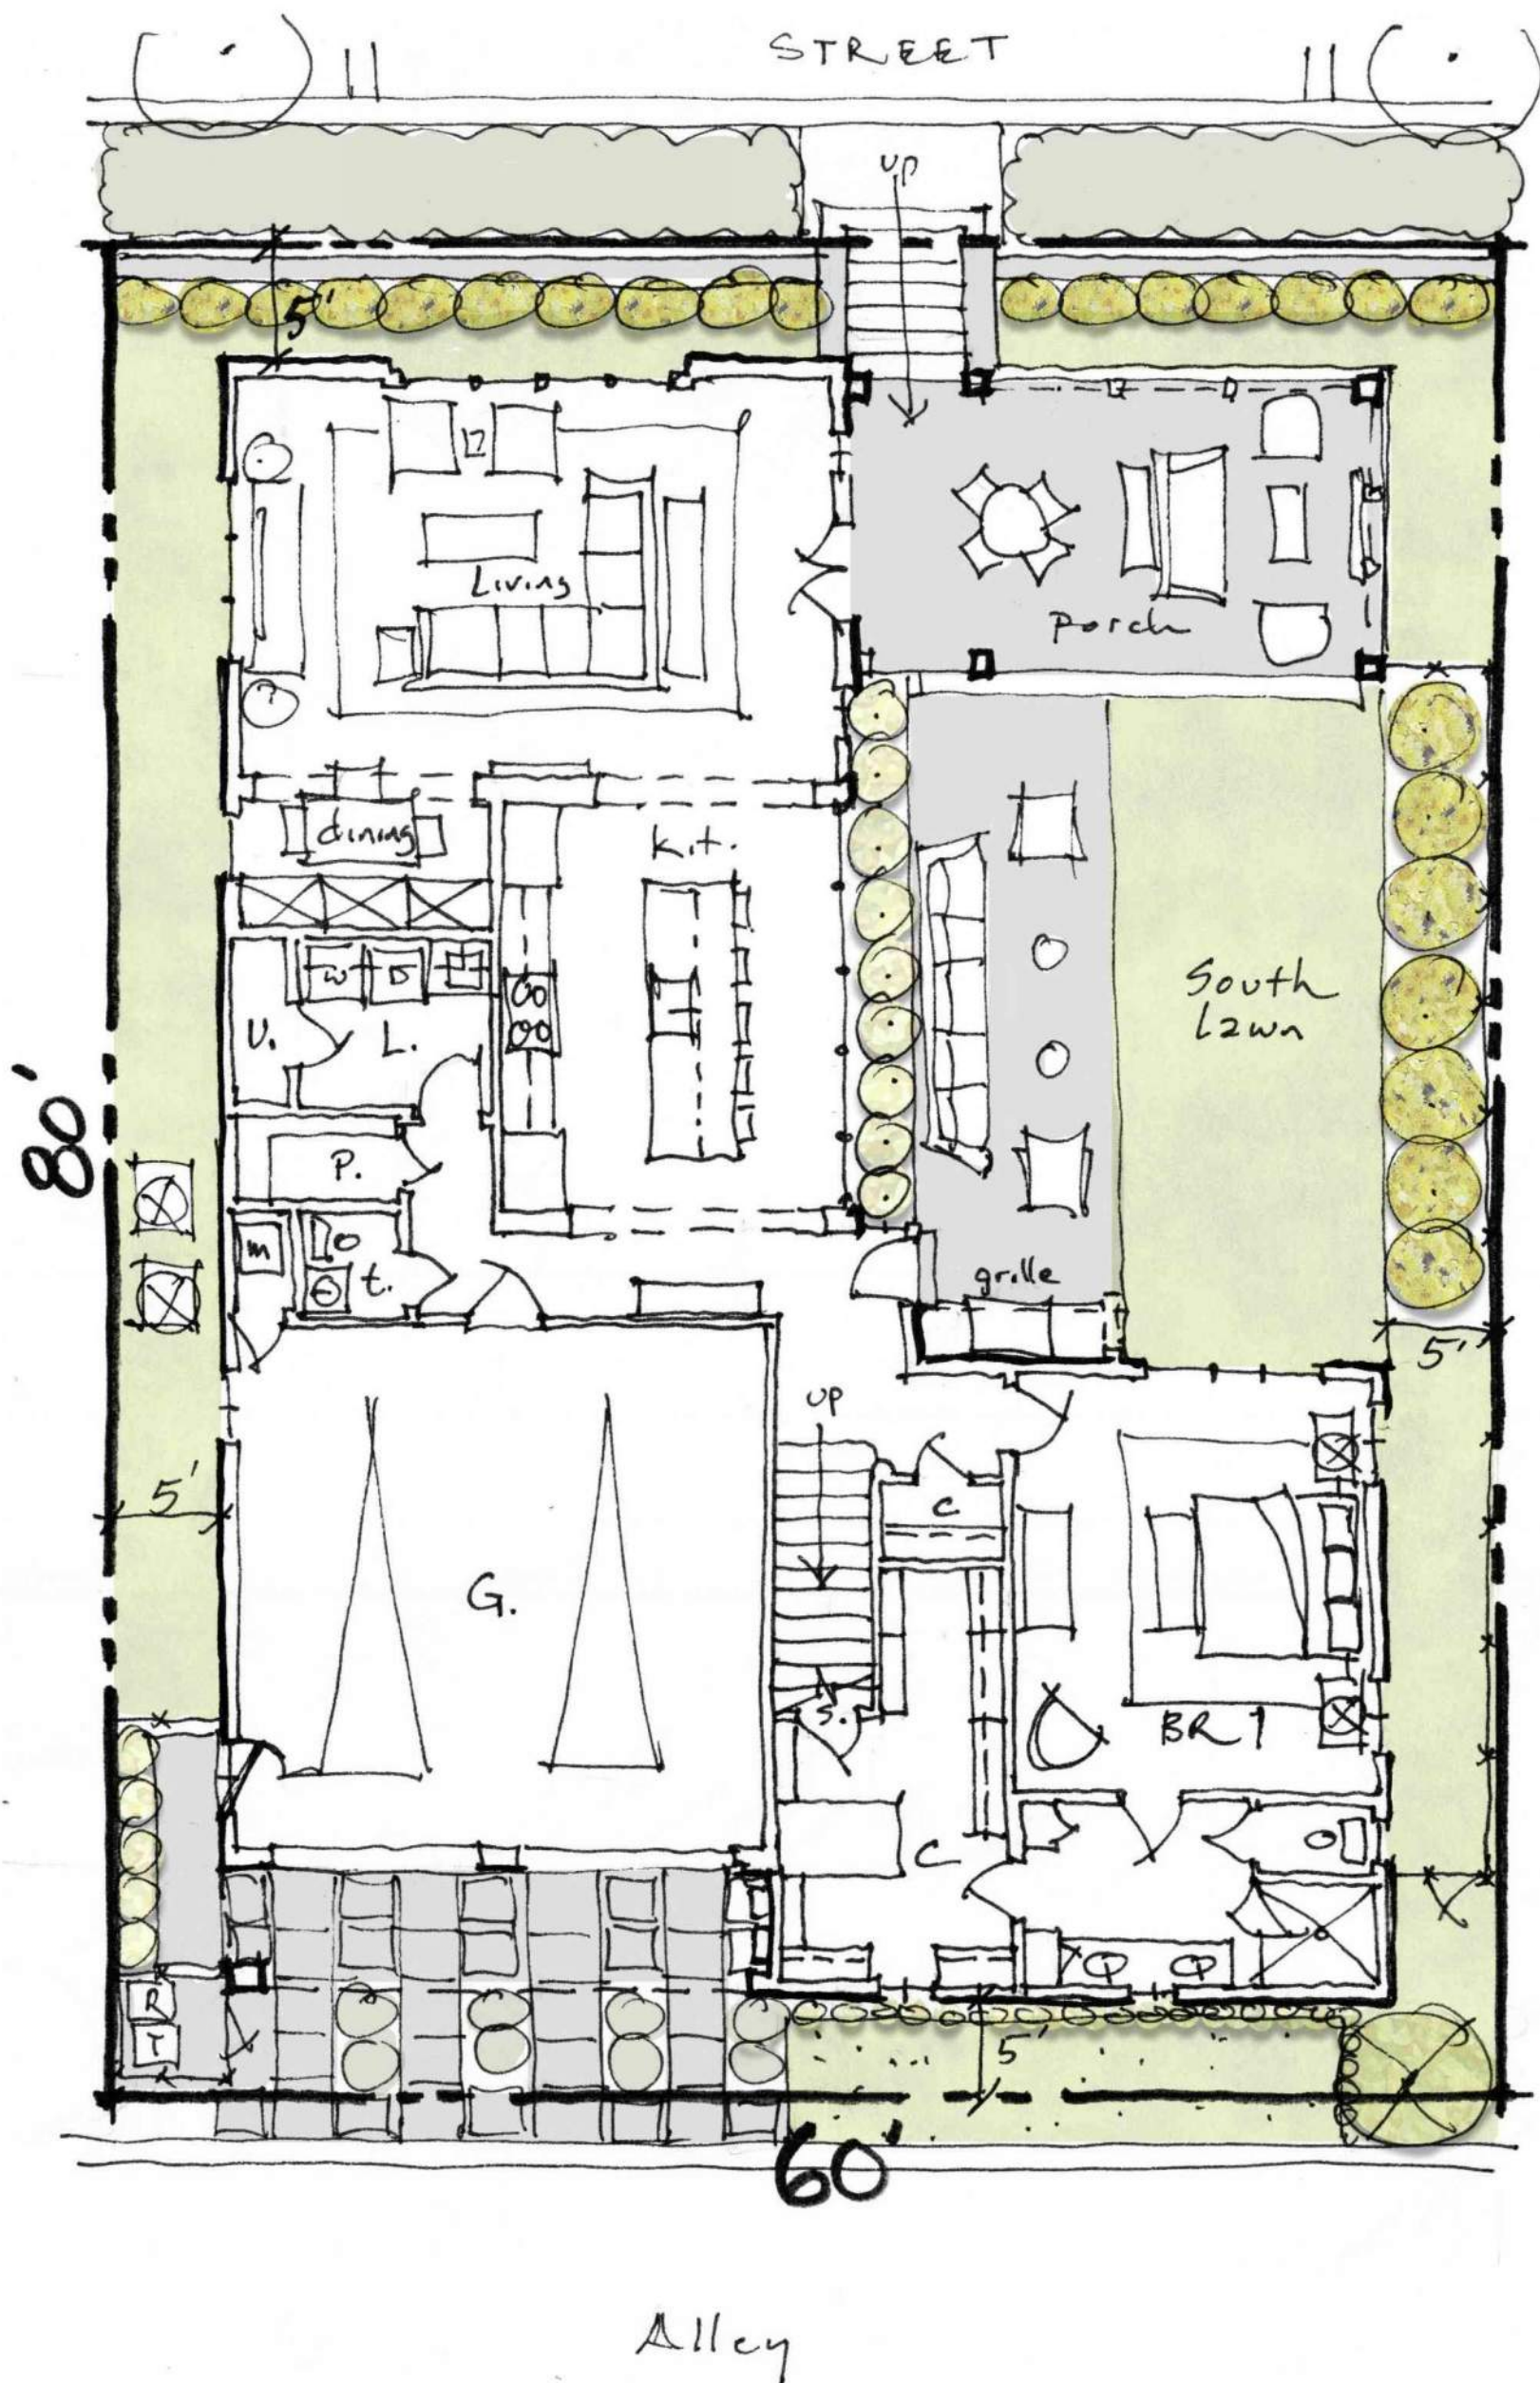 STREET
up
5'
Living
Porch
dining
kit.
W D
U. L.
South
Lawn
80'
P.
m
t.
grille
5'
UP
5'
C
G.
S.
BR 1
C
R
T
5'
60'
Alley